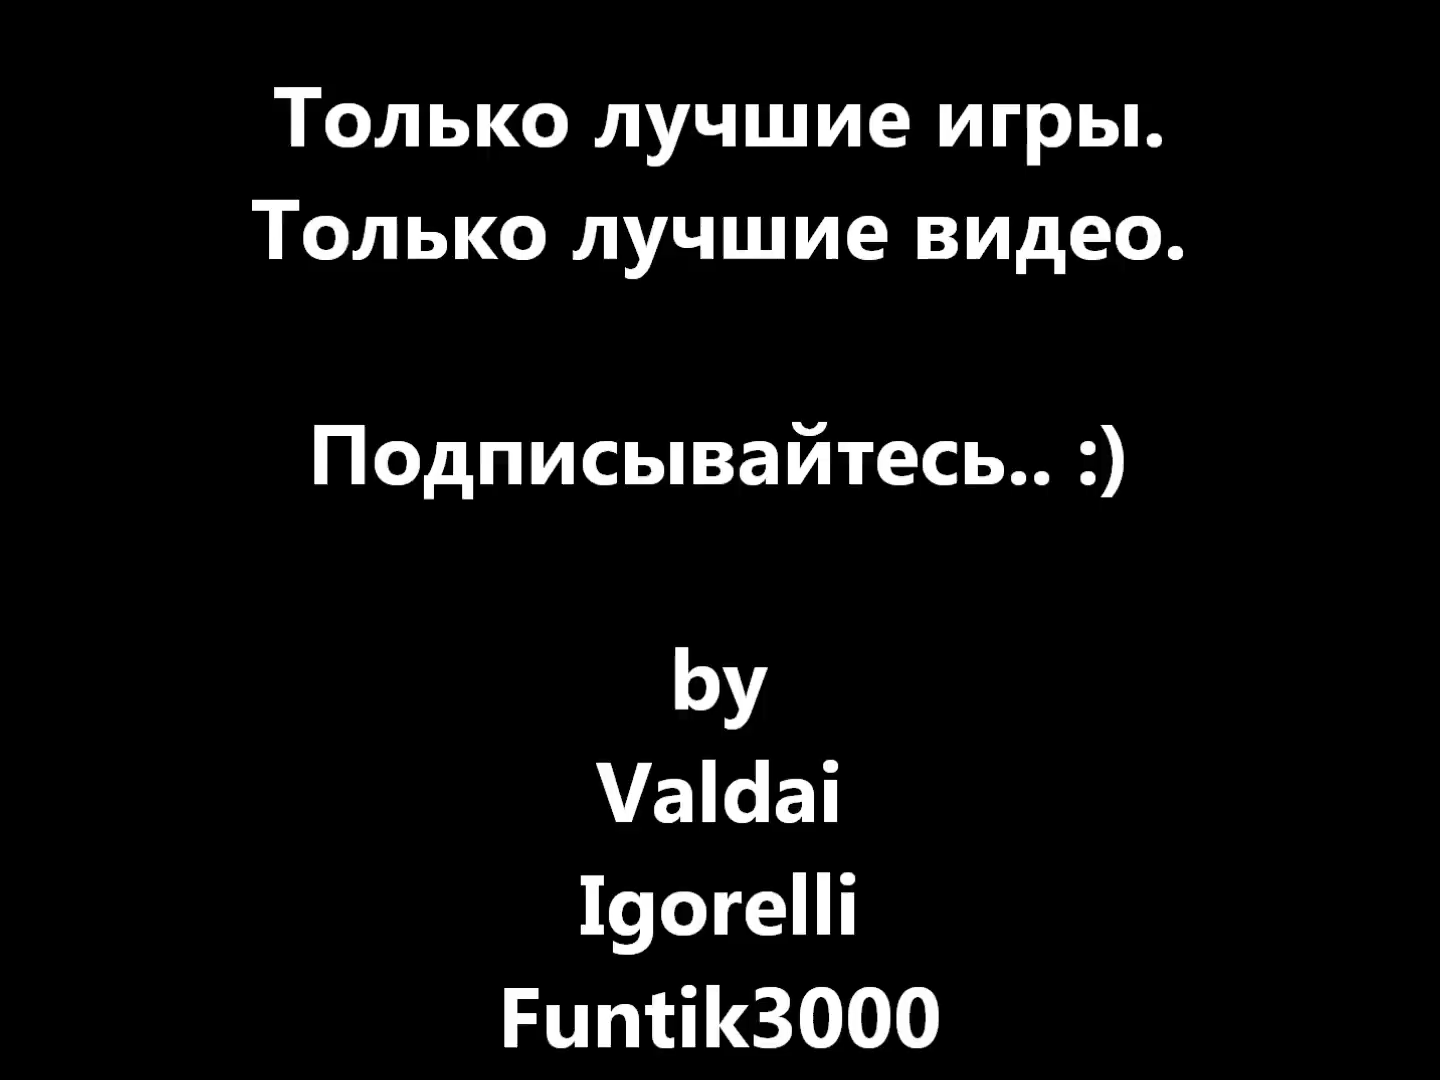 Только лучшие игры.
Только лучшие видео.
Подписывайтесь.. :)
by
Valdai
Igorelli
Funtik3000